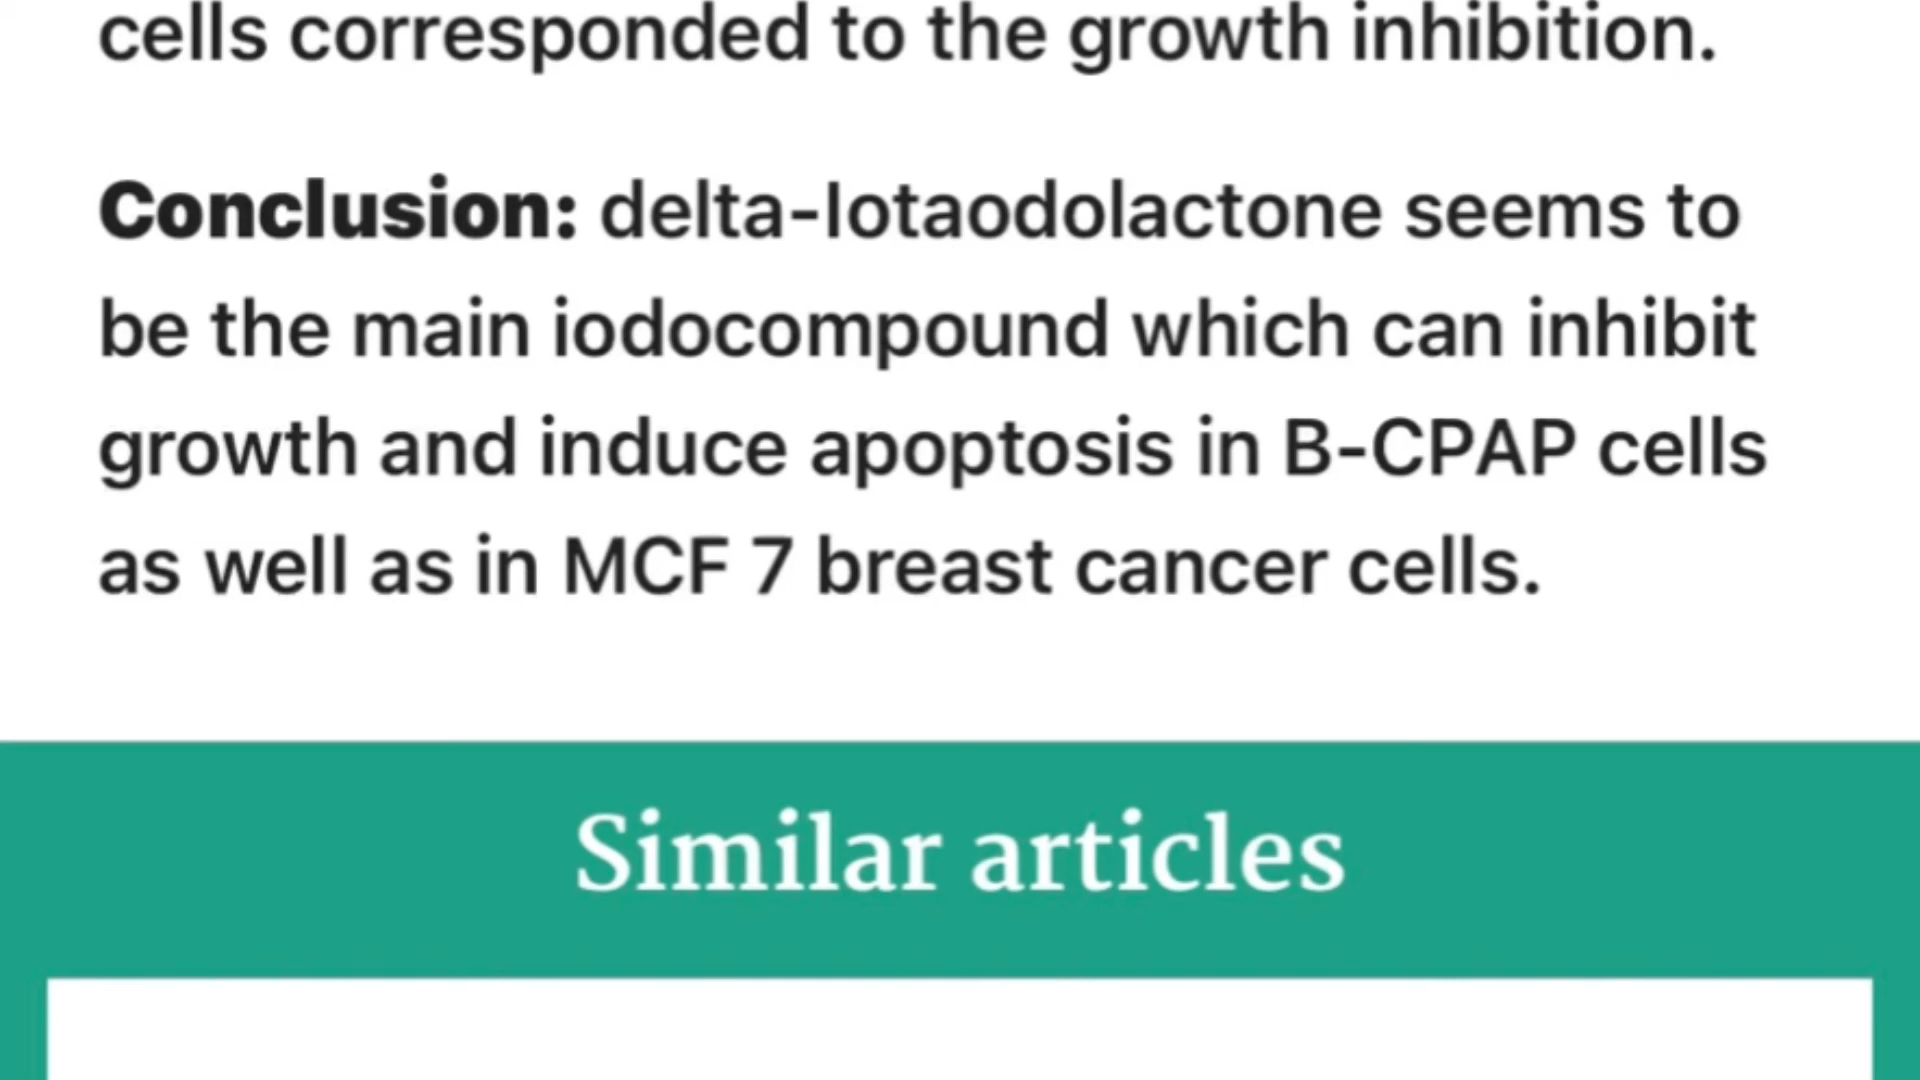 cells corresponded to the growth inhibition.
Conclusion: delta-Iotaodolactone seems to
be the main iodocompound which can inhibit
growth and induce apoptosis in B-CPAP cells
as well as in MCF 7 breast cancer cells.
Similar articles